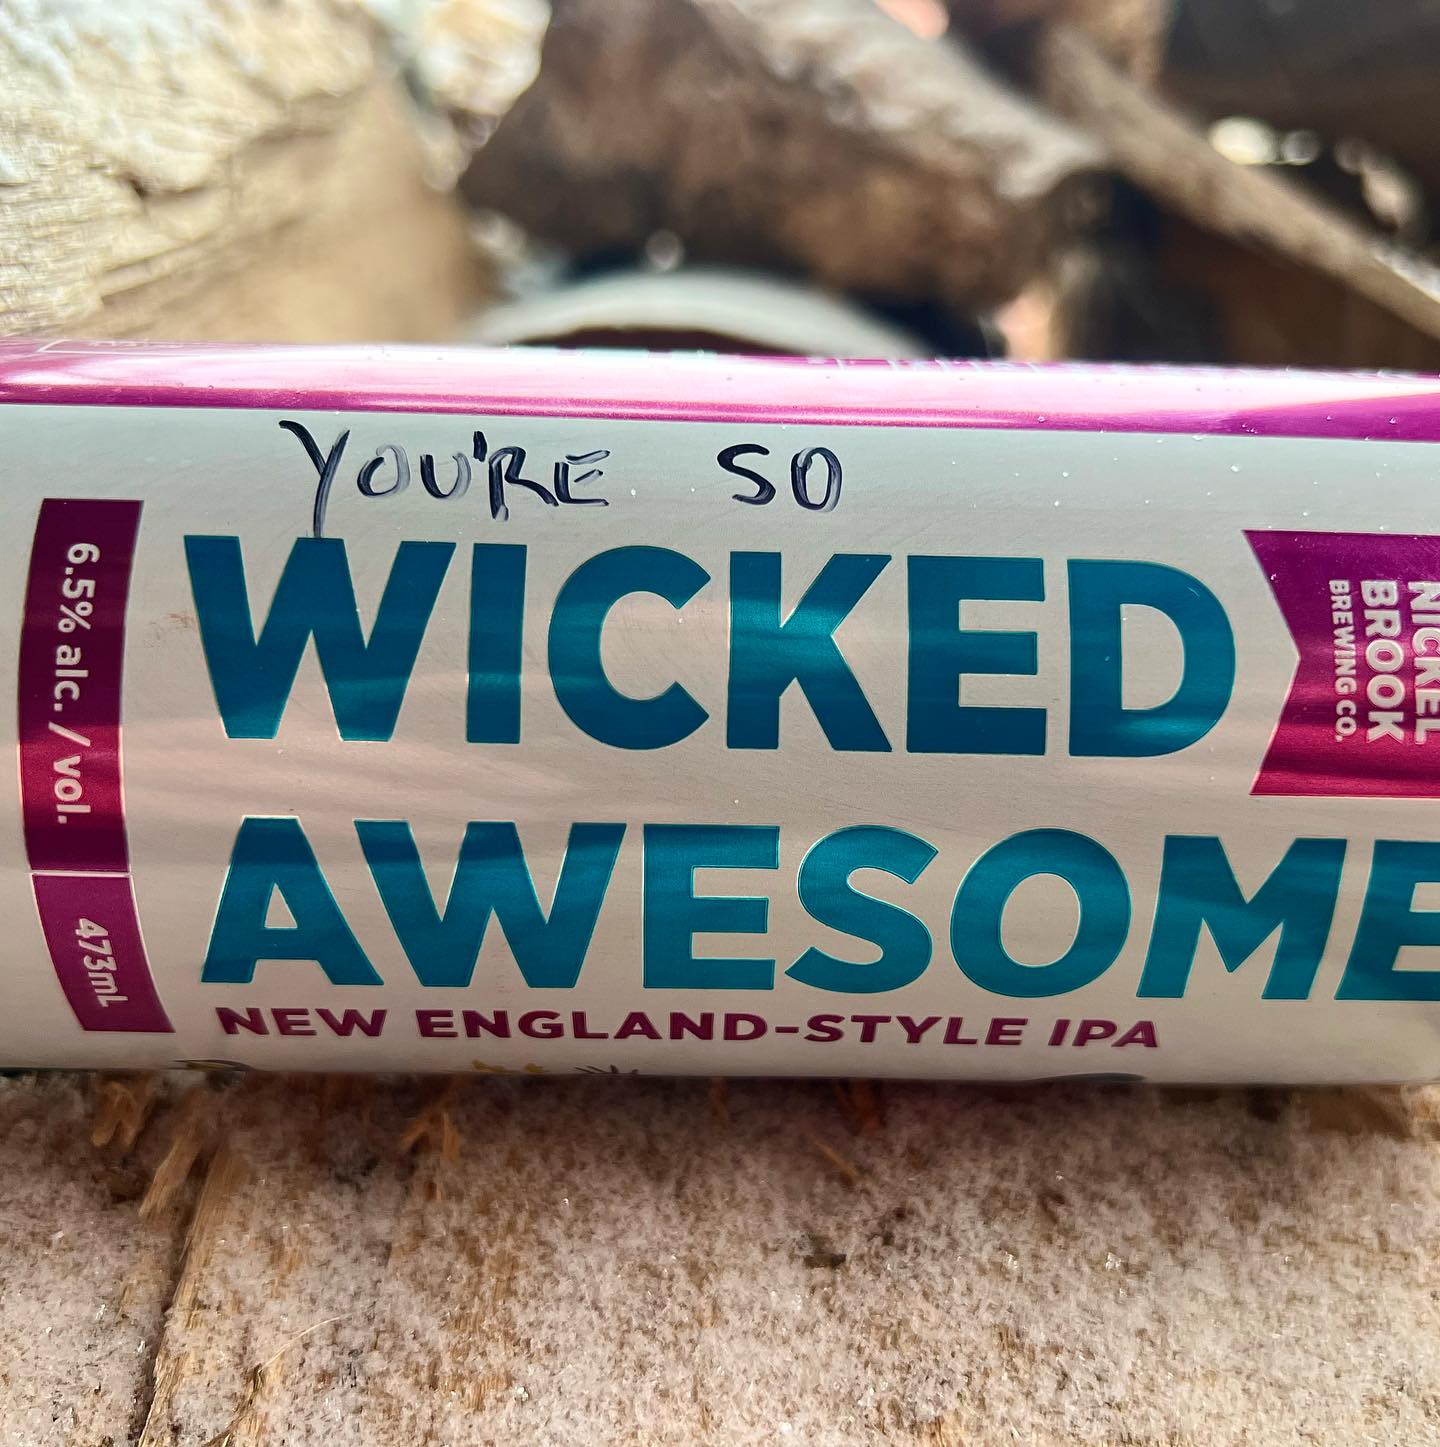 YOU'RE SO
WICKED
AWESOME
NEW ENGLAND-STYLE IPA
6.5% alc. / vol.
473mL
NICKEL
BROOK
BREWING CO.